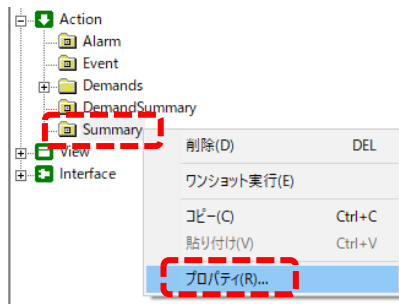 Action
Alarm
Event
Demands
DemandSummary
Summary
View
Interface
削除(D) DEL
ワンショット実行(E)
コピー(C) Ctrl+C
貼り付け(V) Ctrl+V
プロパティ(R)...